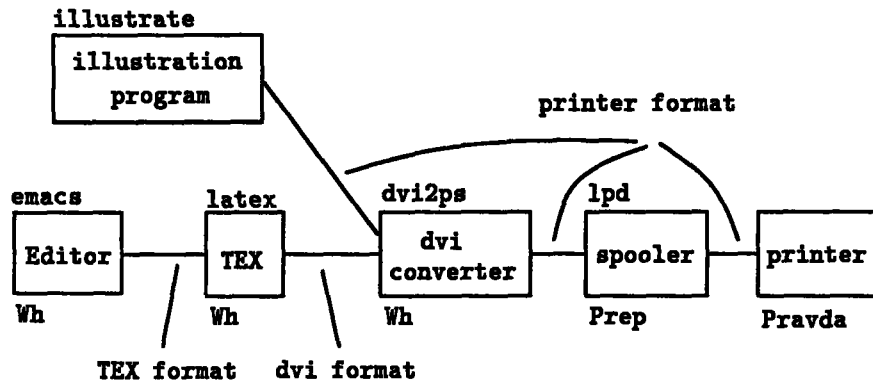 illustrate
illustration
program
printer format
emacs
latex
dvi2ps
lpd
Editor
TEX
dvi
converter
spooler
printer
Wh
Wh
Wh
Prep
Pravda
TEX format
dvi format